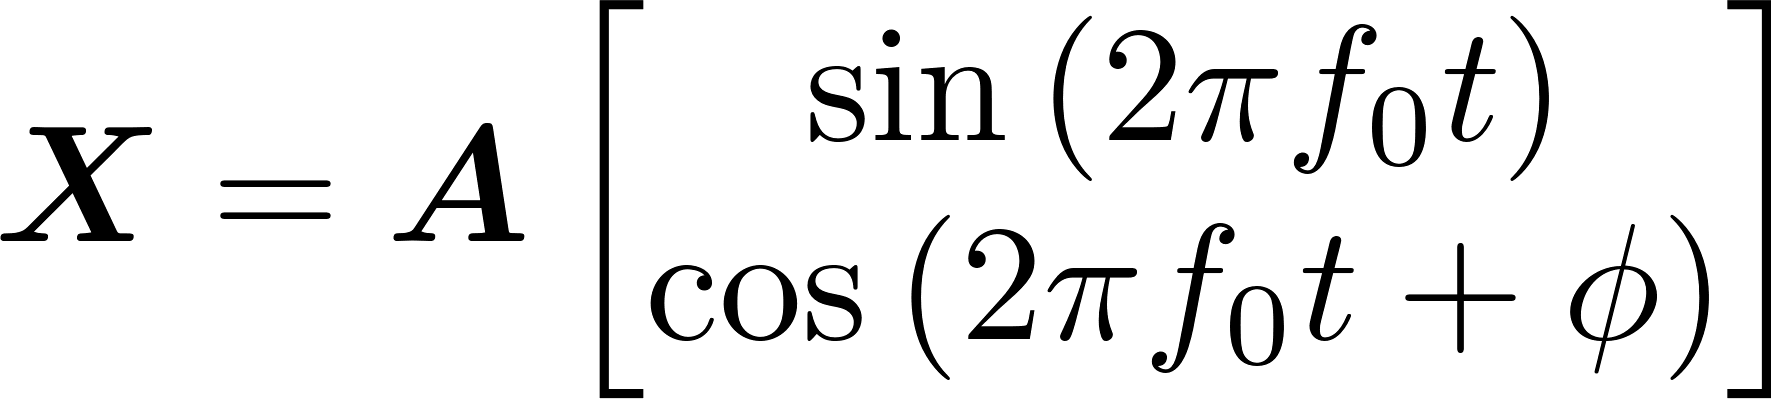 X = A [ sin (2πf₀t)
cos (2πf₀t + ϕ) ]